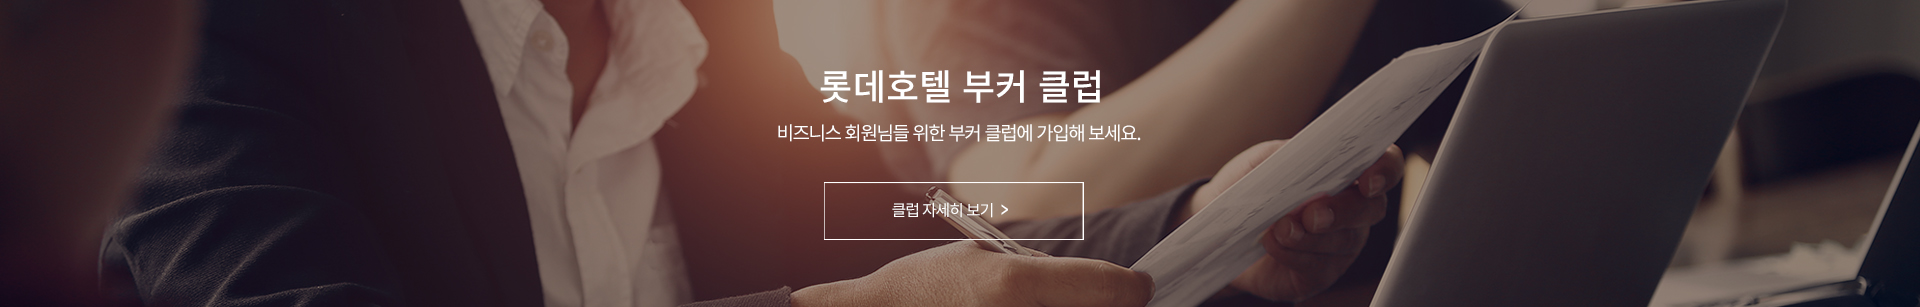 롯데호텔 부커 클럽
비즈니스 회원님들 위한 부커 클럽에 가입해 보세요.
클럽 자세히 보기 >